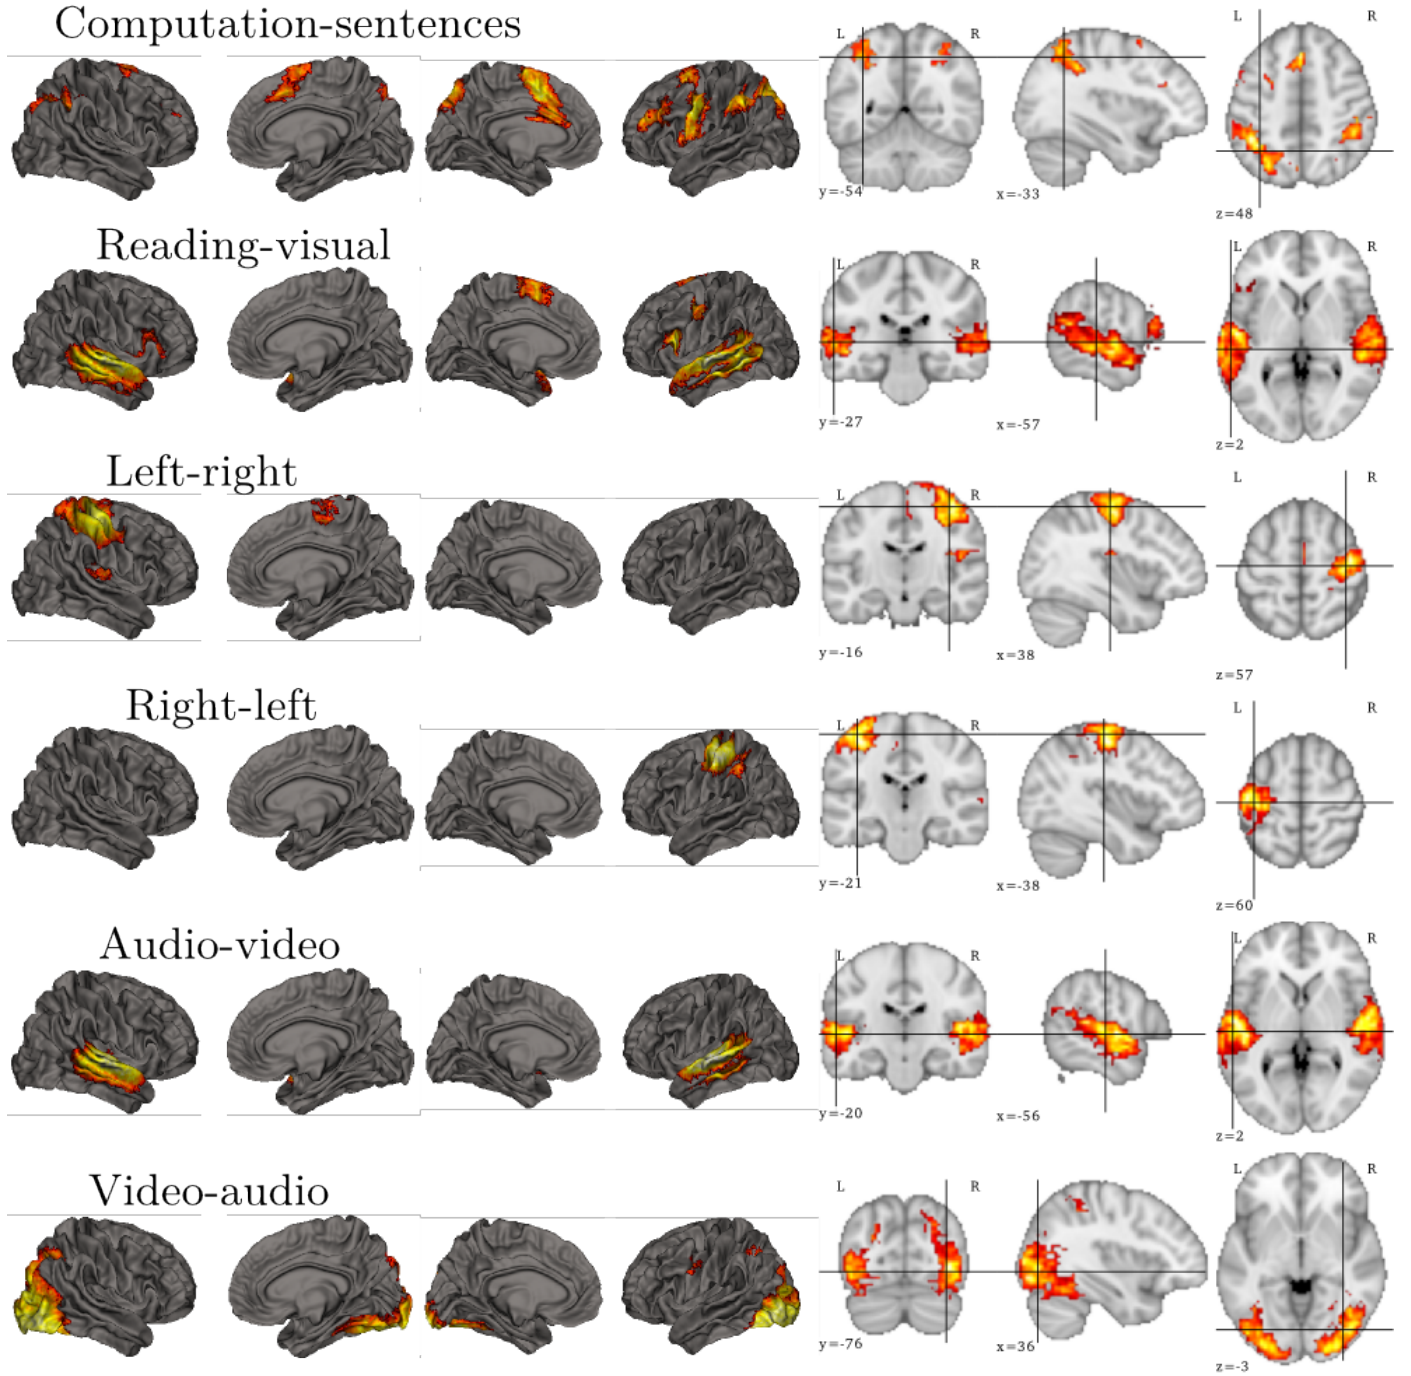 Computation-sentences
L R
L R
y=-54
x=-33
z=48
Reading-visual
L R
L R
y=-27
x=-57
z=2
Left-right
L R
L R
y=-16
x=38
z=57
Right-left
L R
L R
y=-21
x=-38
z=60
Audio-video
L R
L R
y=-20
x=-56
z=2
Video-audio
L R
L R
y=-76
x=36
z=-3